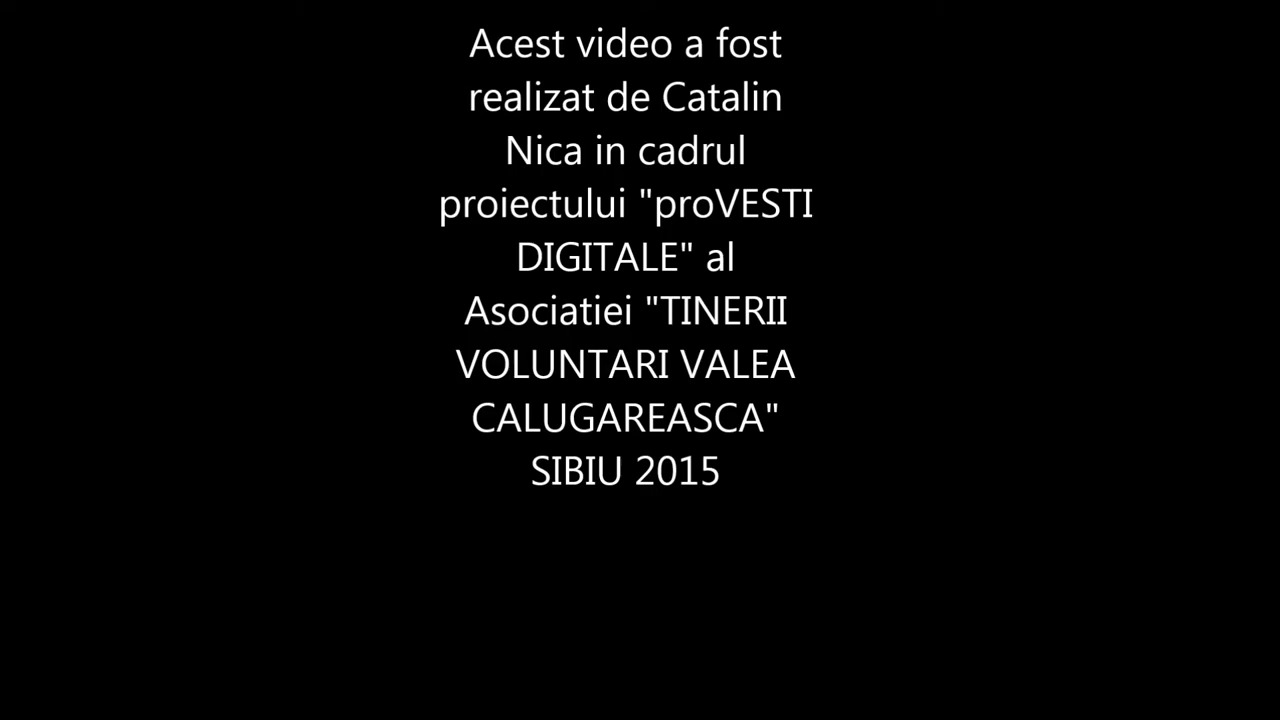 Acest video a fost
realizat de Catalin
Nica in cadrul
proiectului "proVESTI
DIGITALE" al
Asociatiei "TINERII
VOLUNTARI VALEA
CALUGAREASCA"
SIBIU 2015